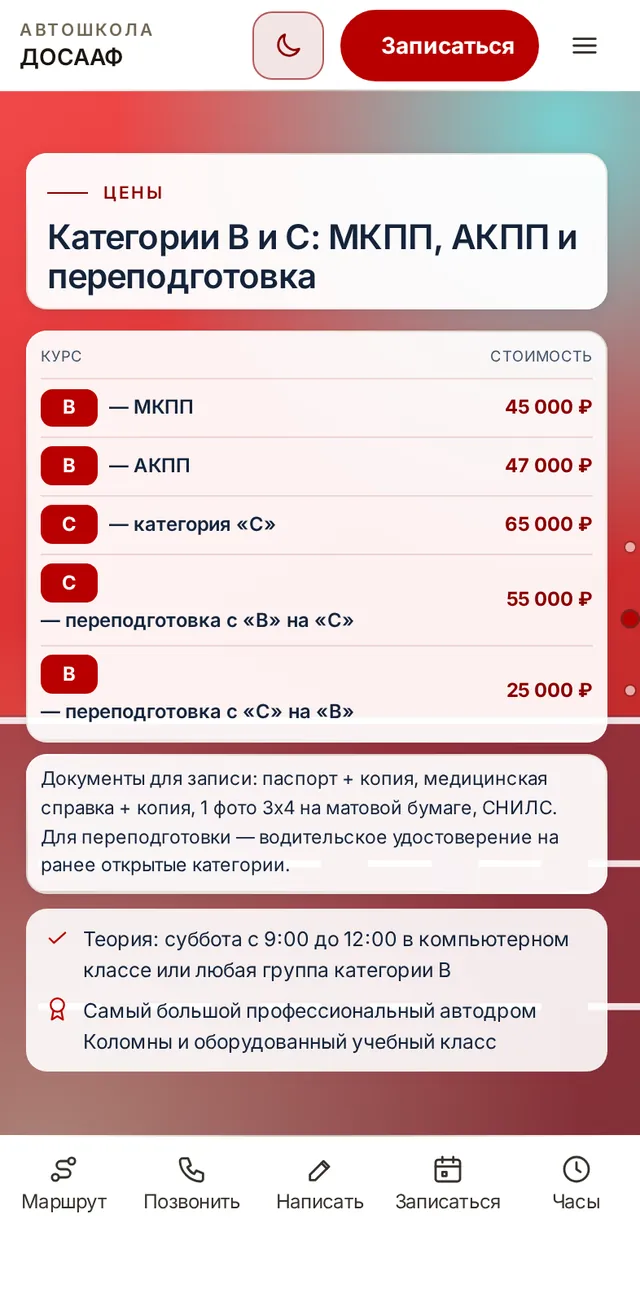 АВТОШКОЛА
ДОСААФ
Записаться
ЦЕНЫ
Категории В и С: МКПП, АКПП и
переподготовка
КУРС СТОИМОСТЬ
B — МКПП 45 000 ₽
B — АКПП 47 000 ₽
C — категория «С» 65 000 ₽
C
— переподготовка с «В» на «С» 55 000 ₽
B
— переподготовка с «С» на «В» 25 000 ₽
Документы для записи: паспорт + копия, медицинская
справка + копия, 1 фото 3х4 на матовой бумаге, СНИЛС.
Для переподготовки — водительское удостоверение на
ранее открытые категории.
Теория: суббота с 9:00 до 12:00 в компьютерном
классе или любая группа категории В
Самый большой профессиональный автодром
Коломны и оборудованный учебный класс
Маршрут Позвонить Написать Записаться Часы